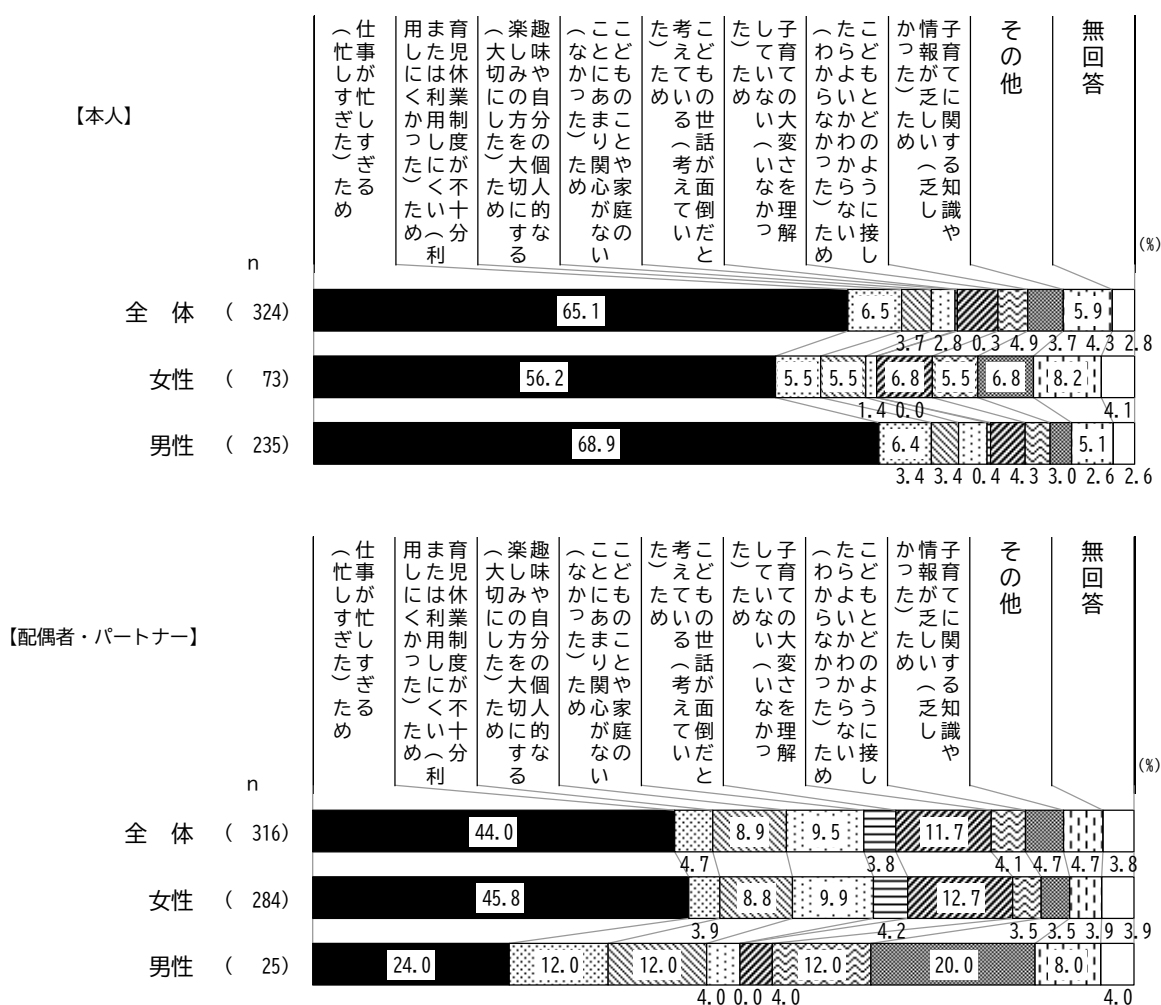 【本人】
仕事が忙しすぎる
（忙しすぎた）ため
育児休業制度が不十分
または利用しにくい（利
用しにくかった）ため
趣味や自分の個人的な
楽しみの方を大切にする
（大切にした）ため
こどものことや家庭の
ことにあまり関心がない
（なかった）ため
こどもの世話が面倒だと
考えている（考えてい
た）ため
子育ての大変さを理解
していない（いなかっ
た）ため
こどもとどのように接し
たらよいかわからない
（わからなかった）ため
子育てに関する知識や
情報が乏しい（乏し
かった）ため
その他
無回答
(%)
n
全 体 ( 324) 65.1 6.5 5.9
3.7 2.8 0.3 4.9 3.7 4.3 2.8
女性 ( 73) 56.2 5.5 5.5 6.8 5.5 6.8 8.2
1.4 0.0 4.1
男性 ( 235) 68.9 6.4 5.1
3.4 3.4 0.4 4.3 3.0 2.6 2.6
【配偶者・パートナー】
仕事が忙しすぎる
（忙しすぎた）ため
育児休業制度が不十分
または利用しにくい（利
用しにくかった）ため
趣味や自分の個人的な
楽しみの方を大切にする
（大切にした）ため
こどものことや家庭の
ことにあまり関心がない
（なかった）ため
こどもの世話が面倒だと
考えている（考えてい
た）ため
子育ての大変さを理解
していない（いなかっ
た）ため
こどもとどのように接し
たらよいかわからない
（わからなかった）ため
子育てに関する知識や
情報が乏しい（乏し
かった）ため
その他
無回答
(%)
n
全 体 ( 316) 44.0 8.9 9.5 11.7
4.7 3.8 4.1 4.7 4.7 3.8
女性 ( 284) 45.8 8.8 9.9 12.7
3.9 4.2 3.5 3.5 3.9 3.9
男性 ( 25) 24.0 12.0 12.0 12.0 20.0 8.0
4.0 0.0 4.0 4.0